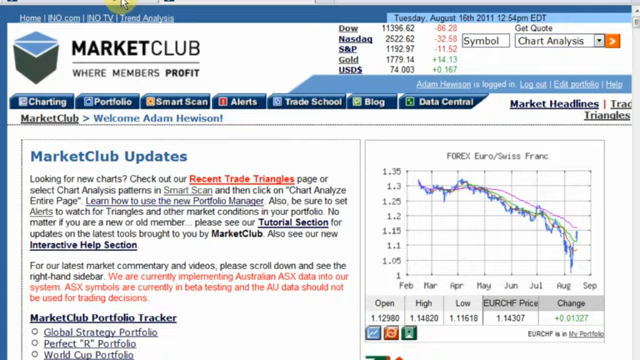 Home | INO.com | INO TV | Trend Analysis
Tuesday, August 16th 2011 12:54pm EDT
Dow 11396.62 -86.28
Nasdaq 2522.62 -32.58
S&P 1192.97 -11.52
Gold 1779.14 +14.13
USD$ 74.003 +0.167
Get Quote
Symbol
Chart Analysis
MARKETCLUB
WHERE MEMBERS PROFIT
Adam Hewison is logged in. Log out | Edit portfolio | Help
Charting
Portfolio
Smart Scan
Alerts
Trade School
Blog
Data Central
Market Headlines | Trade
Triangles
MarketClub > Welcome Adam Hewison!
MarketClub Updates
Looking for new charts? Check out our Recent Trade Triangles page or
select Chart Analysis patterns in Smart Scan and then click on "Chart Analyze
Entire Page". Learn how to use the new Portfolio Manager. Also, be sure to set
Alerts to watch for Triangles and other market conditions in your portfolio. No
matter if you are a new or old member, please see our Tutorial Section for
updates on the latest tools brought to you by MarketClub. Also see our new
Interactive Help Section
For our latest market commentary and videos, please scroll down and see the
right-hand sidebar. We are currently implementing Australian ASX data into our
system. ASX symbols are currently in beta testing and the AU data should not
be used for trading decisions.
MarketClub Portfolio Tracker
Global Strategy Portfolio
Perfect "R" Portfolio
World Cup Portfolio
FOREX Euro/Swiss Franc
1.35
1.3
1.25
1.2
1.15
1.1
1.05
1
Feb Mar Apr May Jun Jul Aug Sep
Open High Low EURCHF Price Change
1.12980 1.14820 1.11618 1.14307 +0.01327
EURCHF is in My Portfolio